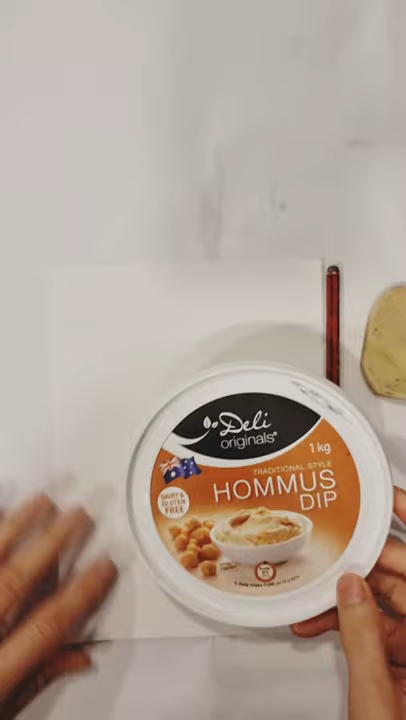 Deli
originals®
1 kg
TRADITIONAL STYLE
HOMMUS
DIP
DAIRY &
GLUTEN
FREE